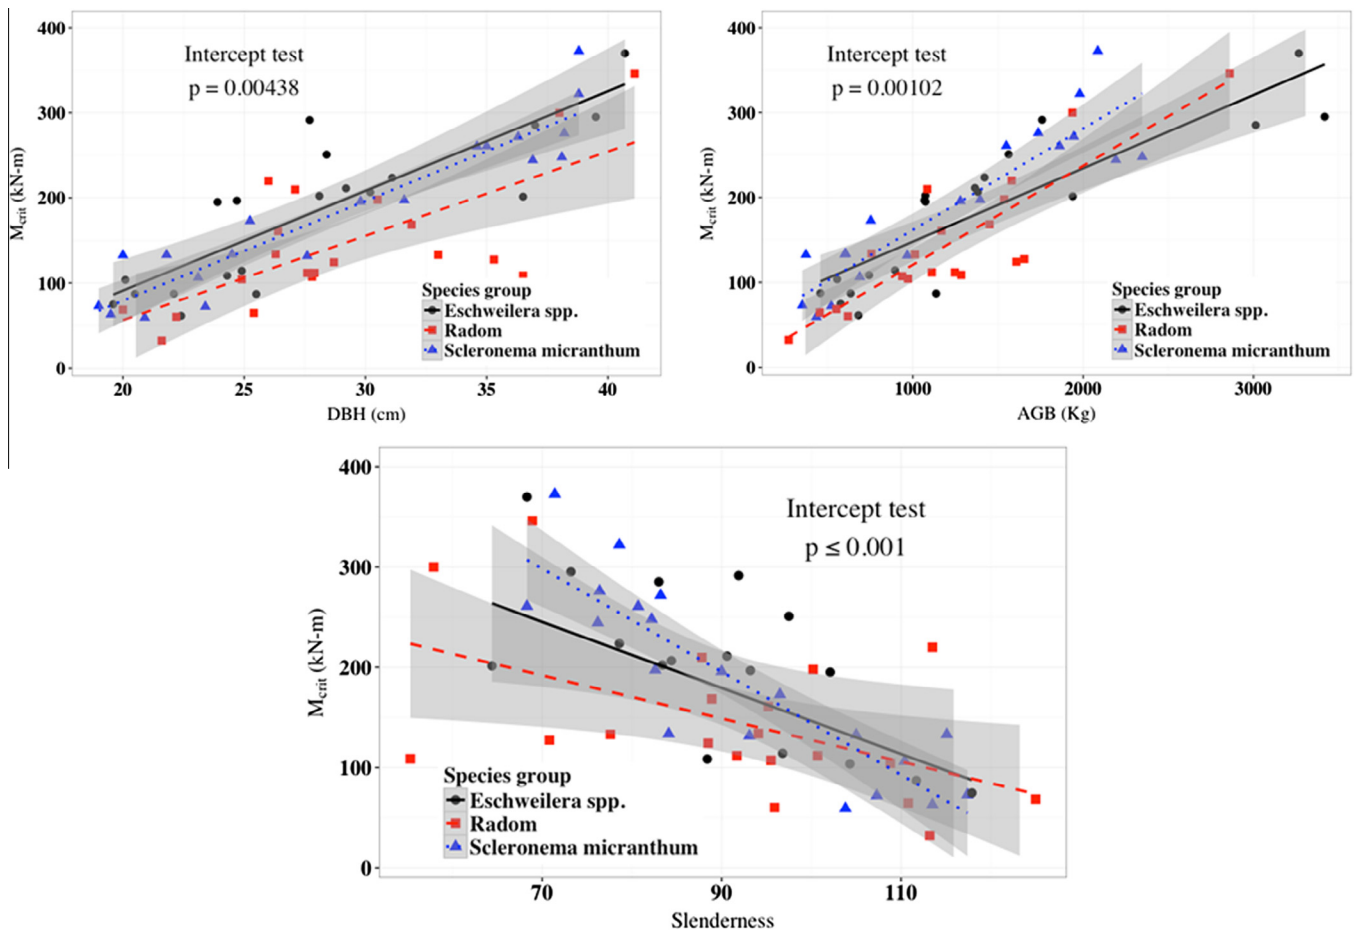 400
300
200
100
0
M_crit (kN-m)
Intercept test
p = 0.00438
Species group
Eschweilera spp.
Radom
Scleronema micranthum
20
25
30
35
40
DBH (cm)
400
300
200
100
0
M_crit (kN-m)
Intercept test
p = 0.00102
Species group
Eschweilera spp.
Radom
Scleronema micranthum
1000
2000
3000
AGB (Kg)
400
300
200
100
0
M_crit (kN-m)
Intercept test
p ≤ 0.001
Species group
Eschweilera spp.
Radom
Scleronema micranthum
70
90
110
Slenderness